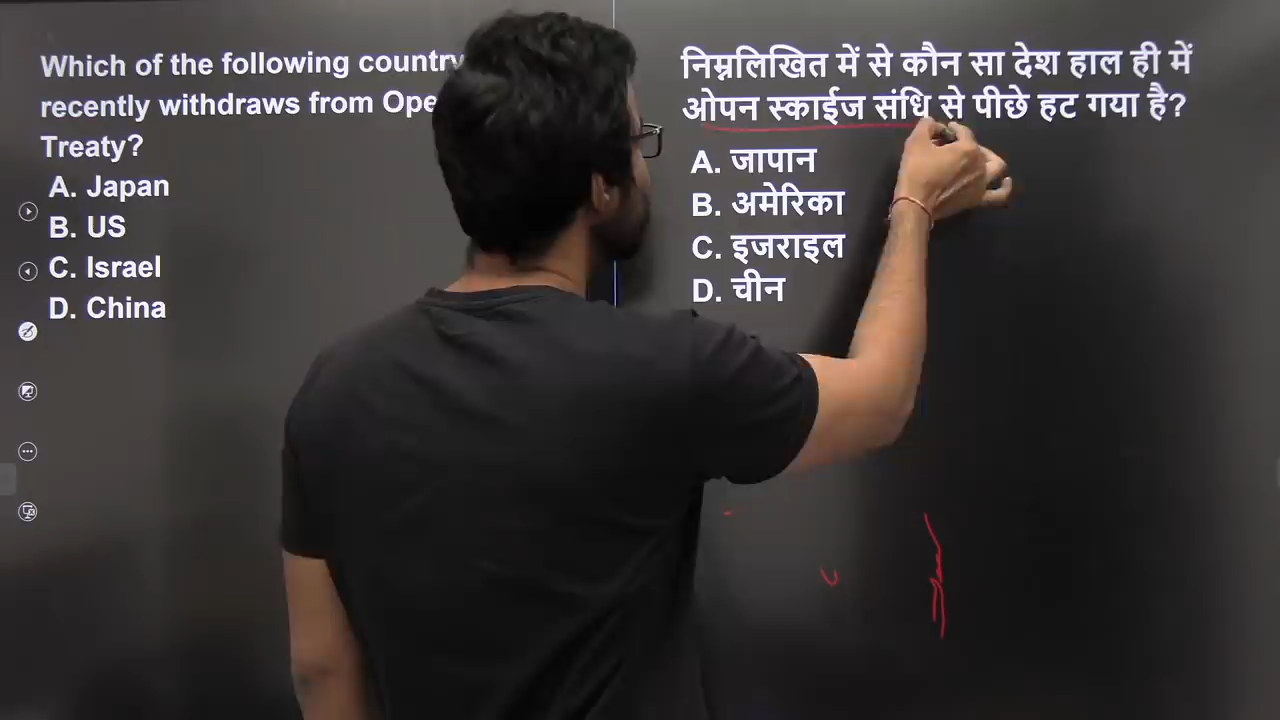 Which of the following country
recently withdraws from Ope
Treaty?
A. Japan
B. US
C. Israel
D. China
निम्नलिखित में से कौन सा देश हाल ही में
ओपन स्काईज संधि से पीछे हट गया है?
A. जापान
B. अमेरिका
C. इजराइल
D. चीन